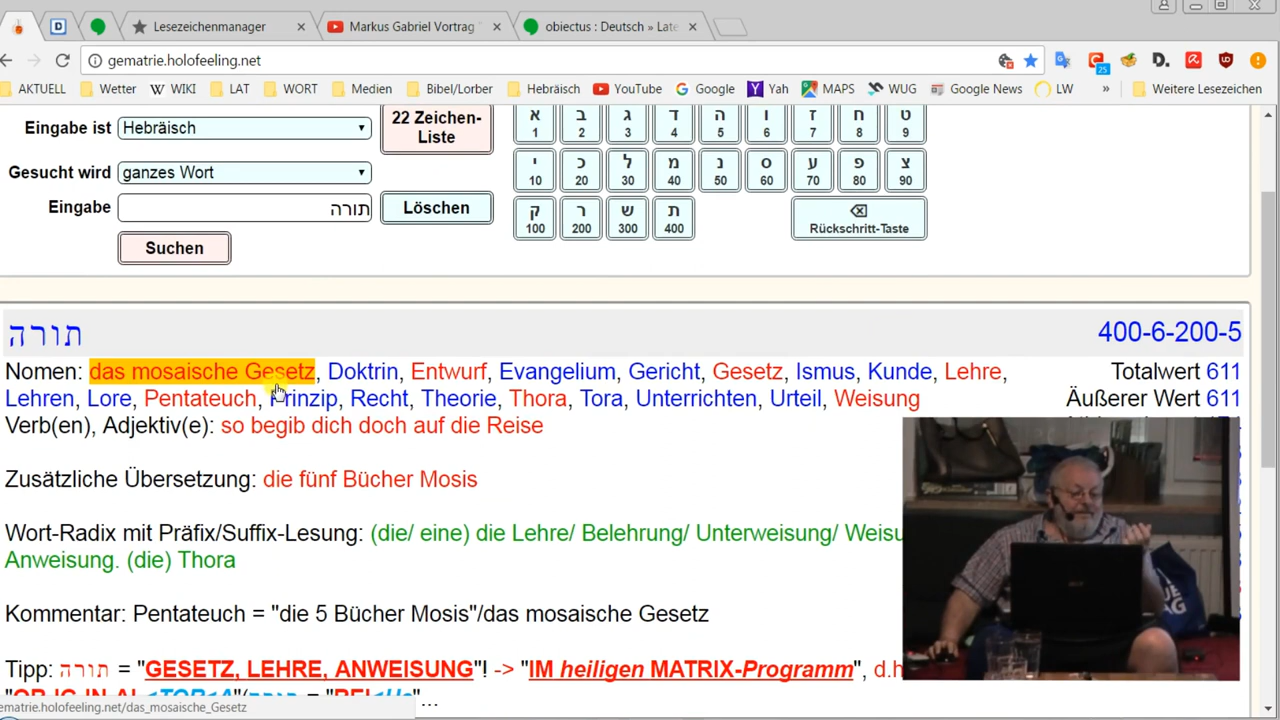 Lesezeichenmanager
Markus Gabriel Vortrag "
obiectus : Deutsch » Late
gematrie.holofeeling.net
25
AKTUELL Wetter WIKI LAT WORT Medien Bibel/Lorber Hebräisch YouTube Google Yah MAPS WUG Google News LW » Weitere Lesezeichen
Eingabe ist Hebräisch
22 Zeichen-
Liste
Gesucht wird ganzes Wort
Eingabe תורה Löschen
Suchen
א ב ג ד ה ו ז ח ט
1 2 3 4 5 6 7 8 9
י כ ל מ נ ס ע פ צ
10 20 30 40 50 60 70 80 90
ק ר ש ת
100 200 300 400 Rückschritt-Taste
תורה 400-6-200-5
Nomen: das mosaische Gesetz, Doktrin, Entwurf, Evangelium, Gericht, Gesetz, Ismus, Kunde, Lehre,
Lehren, Lore, Pentateuch, Prinzip, Recht, Theorie, Thora, Tora, Unterrichten, Urteil, Weisung
Totalwert 611
Äußerer Wert 611
Verb(en), Adjektiv(e): so begib dich doch auf die Reise
Zusätzliche Übersetzung: die fünf Bücher Mosis
Wort-Radix mit Präfix/Suffix-Lesung: (die/ eine) die Lehre/ Belehrung/ Unterweisung/ Weisu
Anweisung. (die) Thora
Kommentar: Pentateuch = "die 5 Bücher Mosis"/das mosaische Gesetz
Tipp: תורה = "GESETZ, LEHRE, ANWEISUNG"! -> "IM heiligen MATRIX-Programm", d.h
ematrie.holofeeling.net/das_mosaische_Gesetz